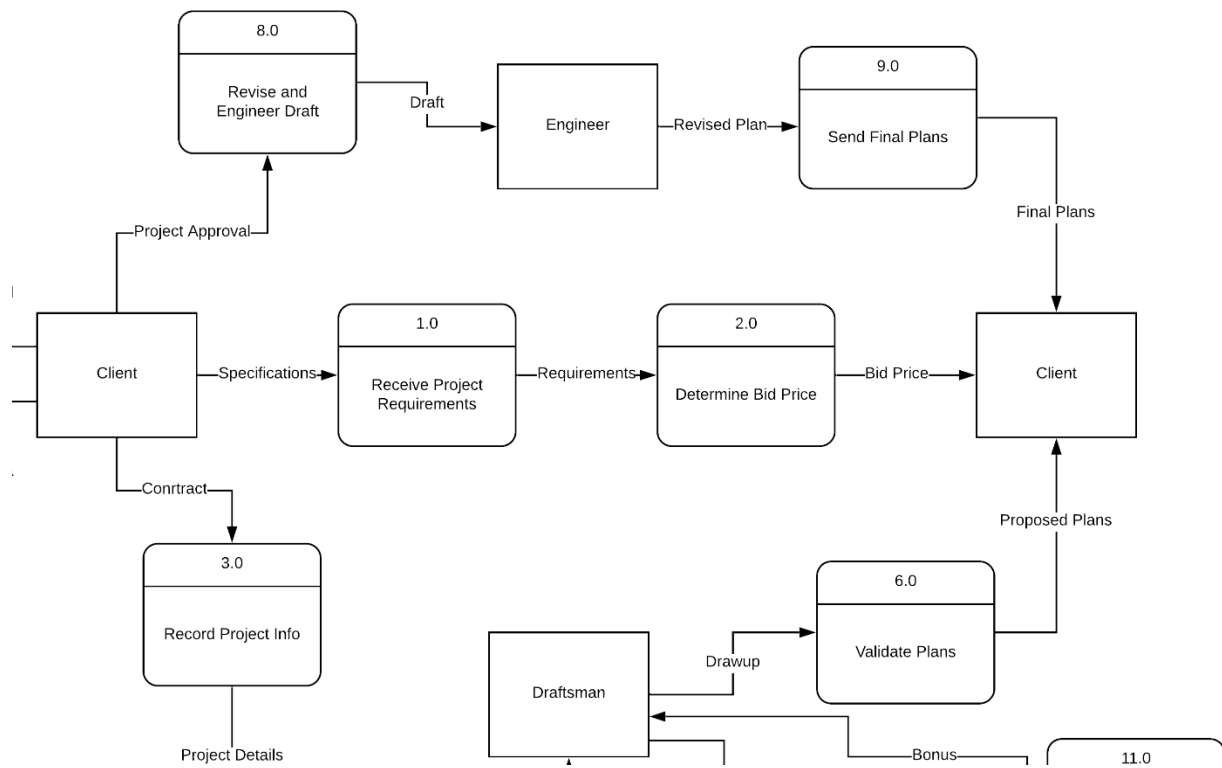 8.0
Revise and
Engineer Draft
Draft
Engineer
Revised Plan
9.0
Send Final Plans
Project Approval
Final Plans
Client
Specifications
1.0
Receive Project
Requirements
Requirements
2.0
Determine Bid Price
Bid Price
Client
Conrtract
3.0
Record Project Info
Project Details
Proposed Plans
6.0
Validate Plans
Drawup
Draftsman
Bonus
11.0